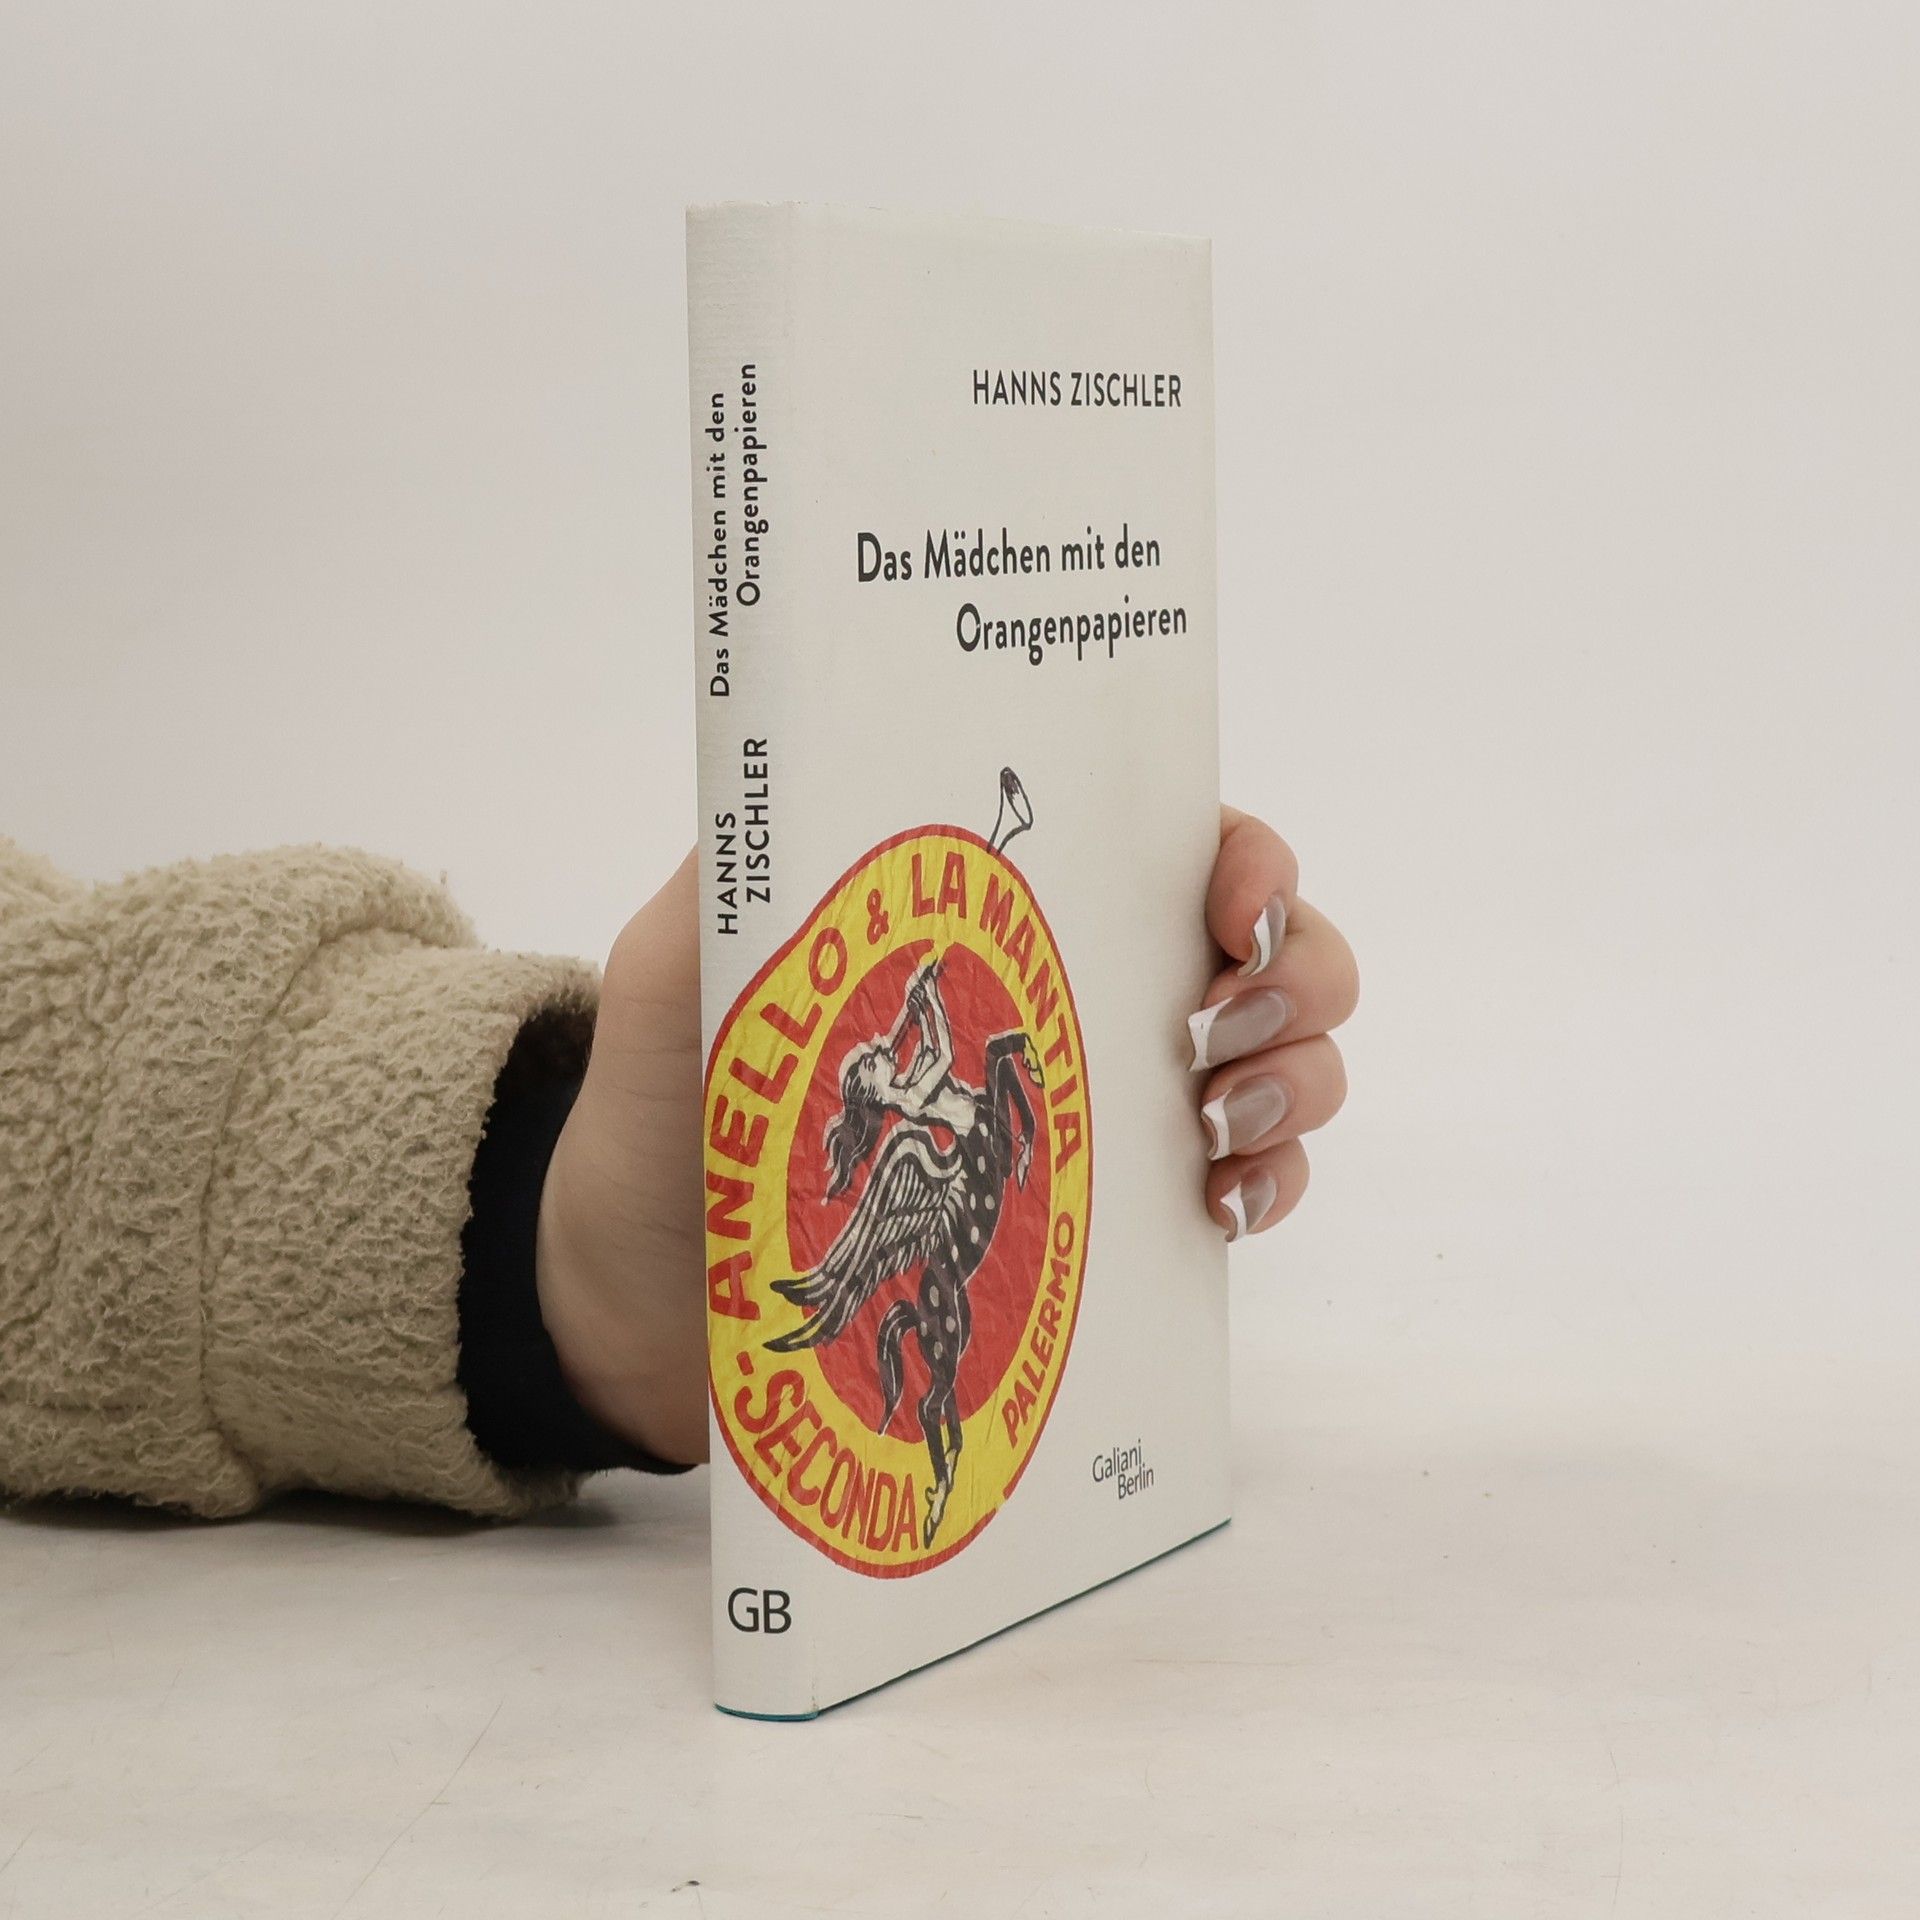 HANNS ZISCHLER
Das Mädchen mit den
Orangenpapieren
ANELLO & LA MANTIA
PALERMO
S. SECONDA
Galiani
Berlin
Das Mädchen mit den
Orangenpapieren
HANNS
ZISCHLER
GB